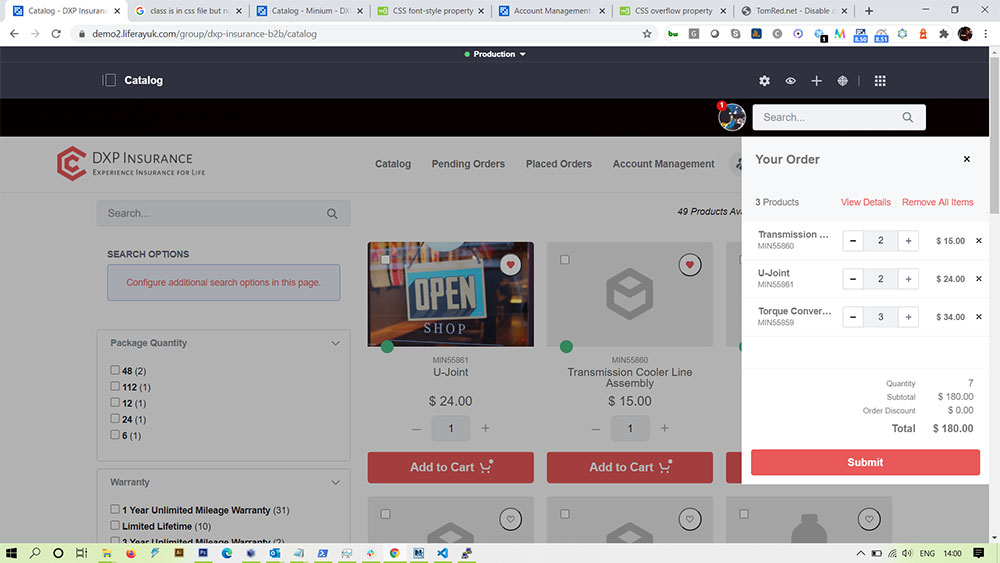 Catalog - DXP Insurance
class is in css file but n
Catalog - Minium - DX
CSS font-style property
Account Management
CSS overflow property
TomRed.net - Disable c
demo2.liferayuk.com/group/dxp-insurance-b2b/catalog
1
8.50
8.51
Production
Catalog
1
Search...
DXP INSURANCE
EXPERIENCE INSURANCE FOR LIFE
Catalog
Pending Orders
Placed Orders
Account Management
Search...
49 Products Ava
SEARCH OPTIONS
Configure additional search options in this page.
Package Quantity
48 (2)
112 (1)
12 (1)
24 (1)
6 (1)
Warranty
1 Year Unlimited Mileage Warranty (31)
Limited Lifetime (10)
3 Year Unlimited Mileage Warranty (2)
OPEN
SHOP
MIN55861
U-Joint
$ 24.00
1
Add to Cart
MIN55860
Transmission Cooler Line
Assembly
$ 15.00
1
Add to Cart
Your Order
3 Products
View Details
Remove All Items
Transmission ...
MIN55860
2
$ 15.00
U-Joint
MIN55861
2
$ 24.00
Torque Conver...
MIN55859
3
$ 34.00
Quantity 7
Subtotal $ 180.00
Order Discount $ 0.00
Total $ 180.00
Submit
ENG
14:00